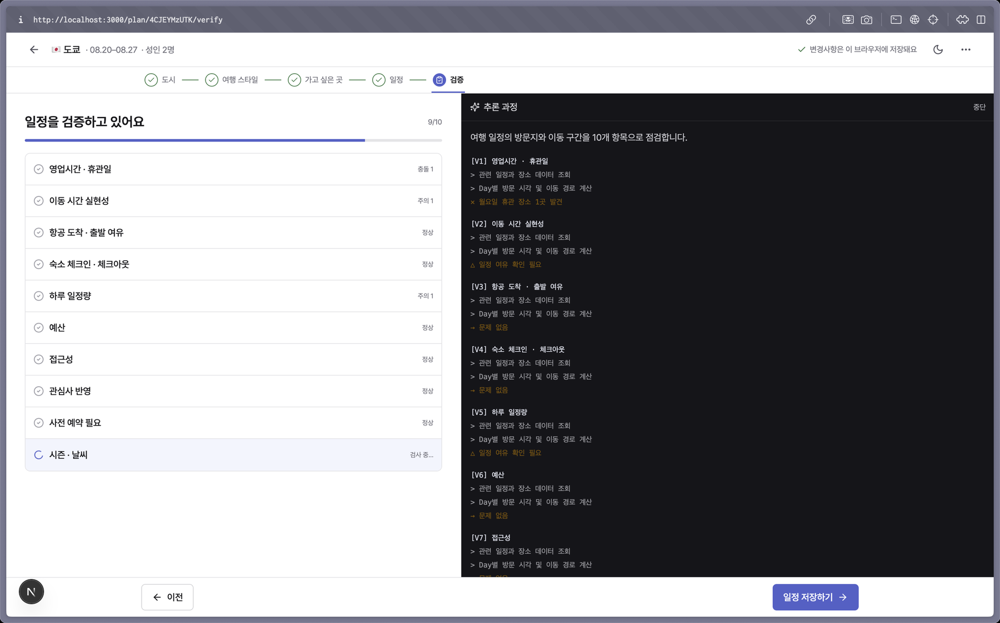 http://localhost:3000/plan/4CJEYMzUTK/verify
도쿄 · 08.20–08.27 · 성인 2명
변경사항은 이 브라우저에 저장돼요
도시
여행 스타일
가고 싶은 곳
일정
검증
일정을 검증하고 있어요
9/10
영업시간 · 휴관일
충돌 1
이동 시간 실현성
주의 1
항공 도착 · 출발 여유
정상
숙소 체크인 · 체크아웃
정상
하루 일정량
주의 1
예산
정상
접근성
정상
관심사 반영
정상
사전 예약 필요
정상
시즌 · 날씨
검사 중...
추론 과정
중단
여행 일정의 방문지와 이동 구간을 10개 항목으로 점검합니다.
[V1] 영업시간 · 휴관일
> 관련 일정과 장소 데이터 조회
> Day별 방문 시각 및 이동 경로 계산
× 월요일 휴관 장소 1곳 발견
[V2] 이동 시간 실현성
> 관련 일정과 장소 데이터 조회
> Day별 방문 시각 및 이동 경로 계산
△ 일정 여유 확인 필요
[V3] 항공 도착 · 출발 여유
> 관련 일정과 장소 데이터 조회
> Day별 방문 시각 및 이동 경로 계산
→ 문제 없음
[V4] 숙소 체크인 · 체크아웃
> 관련 일정과 장소 데이터 조회
> Day별 방문 시각 및 이동 경로 계산
→ 문제 없음
[V5] 하루 일정량
> 관련 일정과 장소 데이터 조회
> Day별 방문 시각 및 이동 경로 계산
△ 일정 여유 확인 필요
[V6] 예산
> 관련 일정과 장소 데이터 조회
> Day별 방문 시각 및 이동 경로 계산
→ 문제 없음
[V7] 접근성
> 관련 일정과 장소 데이터 조회
> Day별 방문 시각 및 이동 경로 계산
N
← 이전
일정 저장하기 →